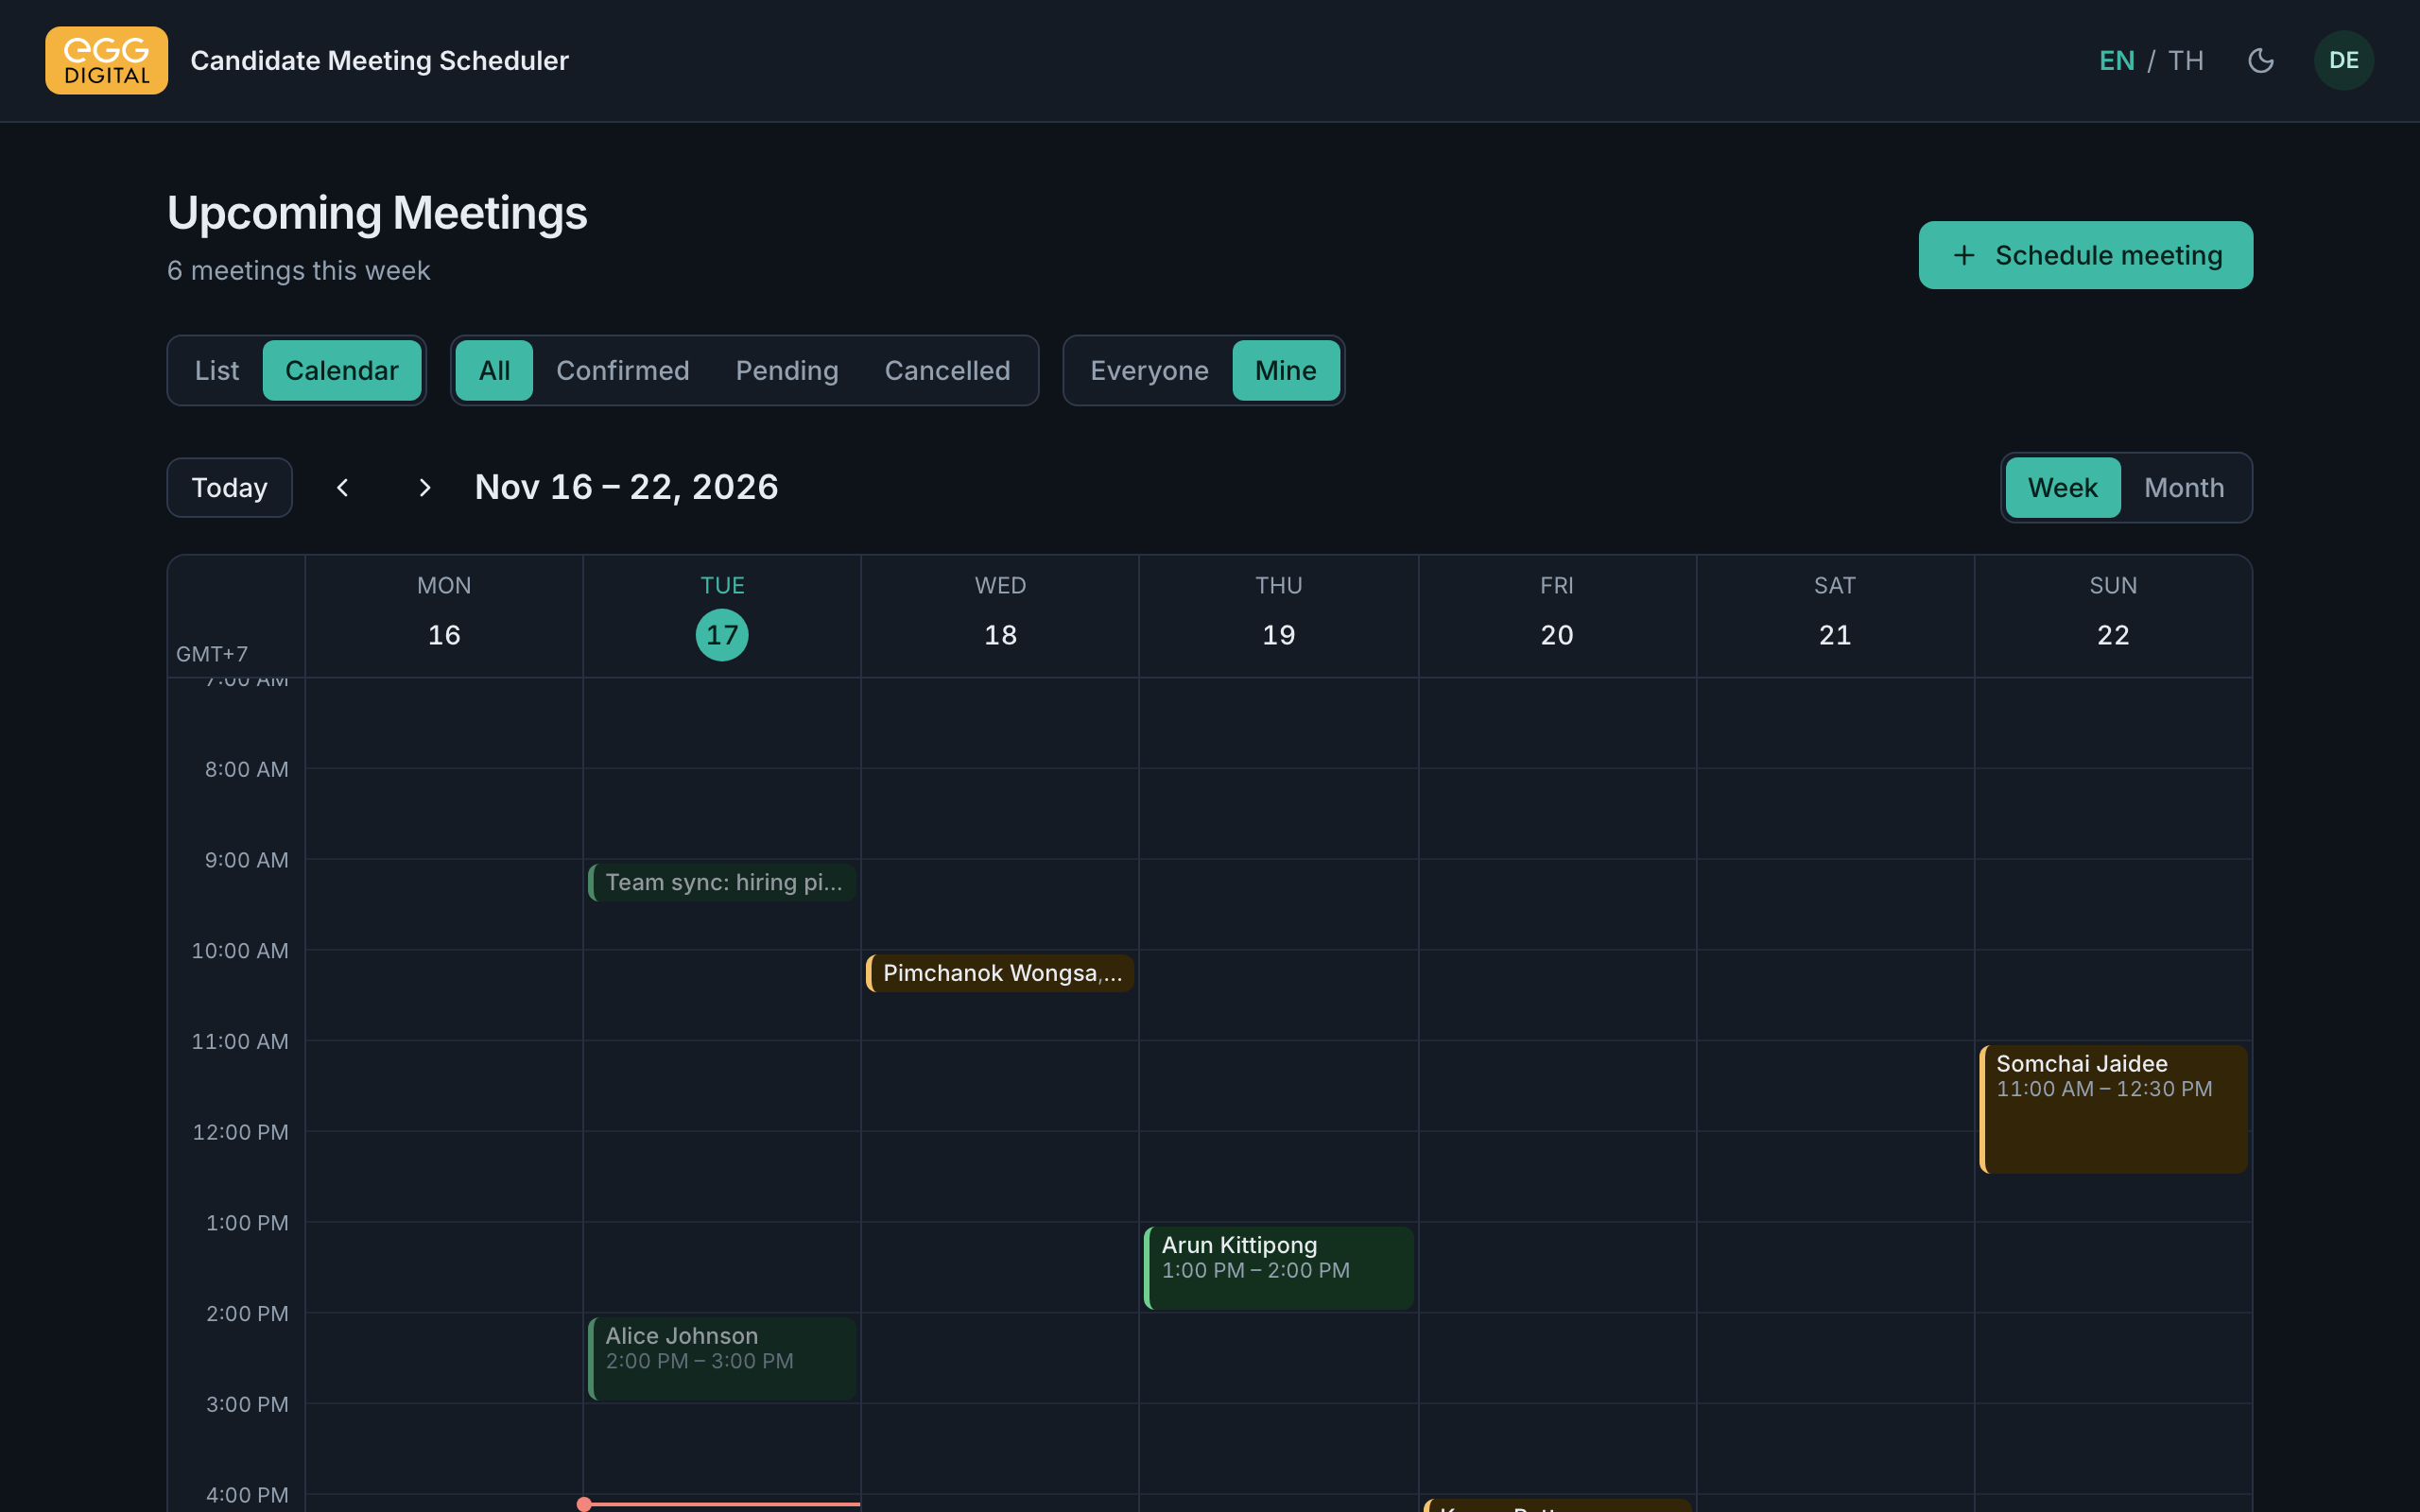 egg
DIGITAL
Candidate Meeting Scheduler
EN / TH
DE
Upcoming Meetings
6 meetings this week
+ Schedule meeting
List
Calendar
All
Confirmed
Pending
Cancelled
Everyone
Mine
Today
Nov 16 – 22, 2026
Week
Month
GMT+7
MON
16
TUE
17
WED
18
THU
19
FRI
20
SAT
21
SUN
22
7:00 AM
8:00 AM
9:00 AM
Team sync: hiring pi...
10:00 AM
Pimchanok Wongsa,...
11:00 AM
Somchai Jaidee
11:00 AM – 12:30 PM
12:00 PM
1:00 PM
Arun Kittipong
1:00 PM – 2:00 PM
2:00 PM
Alice Johnson
2:00 PM – 3:00 PM
3:00 PM
4:00 PM